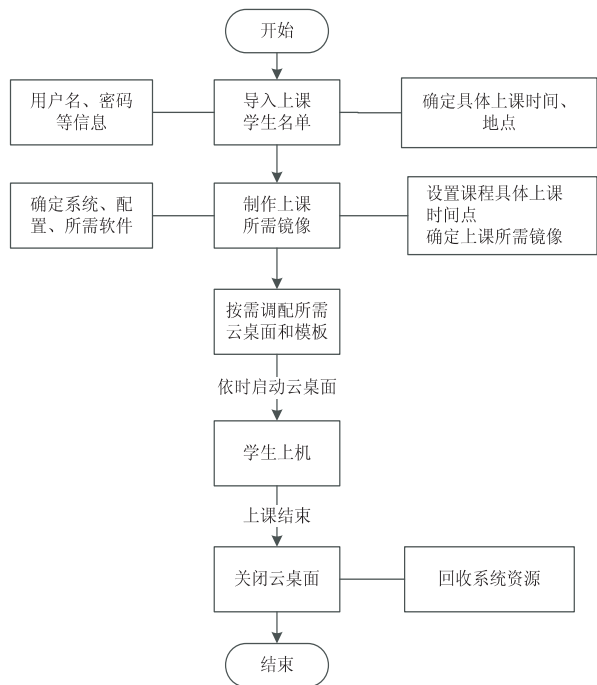 开始
用户名、密码
等信息
导入上课
学生名单
确定具体上课时间、
地点
确定系统、配
置、所需软件
制作上课
所需镜像
设置课程具体上课
时间点
确定上课所需镜像
按需调配所需
云桌面和模板
依时启动云桌面
学生上机
上课结束
关闭云桌面
回收系统资源
结束